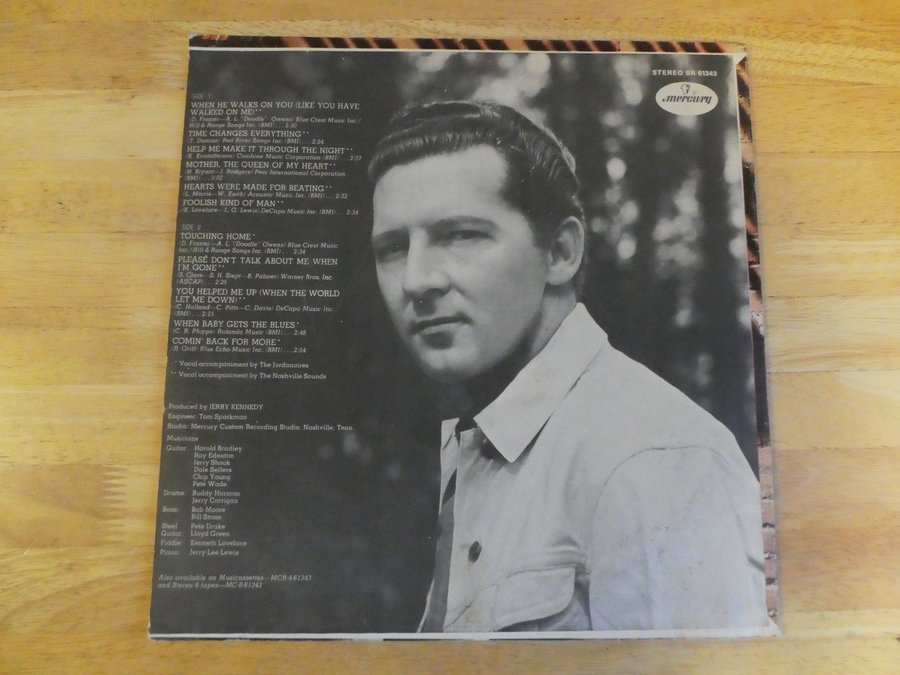 STEREO SR 61343
mercury
SIDE 1
WHEN HE WALKS ON YOU (LIKE YOU HAVE
WALKED ON ME)**
(D. Frazier—A. L. "Doodle" Owens) Blue Crest Music Inc./
Hill & Range Songs Inc. (BMI) . . . 2:30
TIME CHANGES EVERYTHING**
(T. Duncan) Red River Songs Inc. (BMI) . . . 2:24
HELP ME MAKE IT THROUGH THE NIGHT**
(K. Kristofferson) Combine Music Corporation (BMI) . . . 2:57
MOTHER, THE QUEEN OF MY HEART**
(H. Bryant—J. Rodgers) Peer International Corporation
(BMI) . . . 3:02
HEARTS WERE MADE FOR BEATING**
(L. Morris—W. Keith) Acoustic Music Inc. (BMI) . . . 2:32
FOOLISH KIND OF MAN**
(K. Lovelace—L. G. Lewis) DeCapo Music Inc. (BMI) . . . 2:34
SIDE 2
TOUCHING HOME*
(D. Frazier—A. L. "Doodle" Owens) Blue Crest Music
Inc./Hill & Range Songs Inc. (BMI) . . . 2:34
PLEASE DON'T TALK ABOUT ME WHEN
I'M GONE**
(S. Clare—S. H. Stept—B. Palmer) Warner Bros. Inc.
(ASCAP) . . . 2:25
YOU HELPED ME UP (WHEN THE WORLD
LET ME DOWN)**
(C. Holland—C. Pitts—C. Davis) DeCapo Music Inc.
(BMI) . . . 2:15
WHEN BABY GETS THE BLUES*
(C. R. Phipps) Rolando Music (BMI) . . . 2:48
COMIN' BACK FOR MORE*
(R. Griff) Blue Echo Music Inc. (BMI) . . . 2:54
* Vocal accompaniment by The Jordanaires
** Vocal accompaniment by The Nashville Sounds
Produced by JERRY KENNEDY
Engineer: Tom Sparkman
Studio: Mercury Custom Recording Studio, Nashville, Tenn.
Musicians
Guitar: Harold Bradley
Ray Edenton
Jerry Shook
Dale Sellers
Chip Young
Pete Wade
Drums: Buddy Harmon
Jerry Carrigan
Bass: Bob Moore
Bill Strom
Steel Pete Drake
Guitar: Lloyd Green
Fiddle: Kenneth Lovelace
Piano: Jerry Lee Lewis
Also available on Musicassettes—MCR-4-61343
and Stereo 8 tapes—MC-8-61343